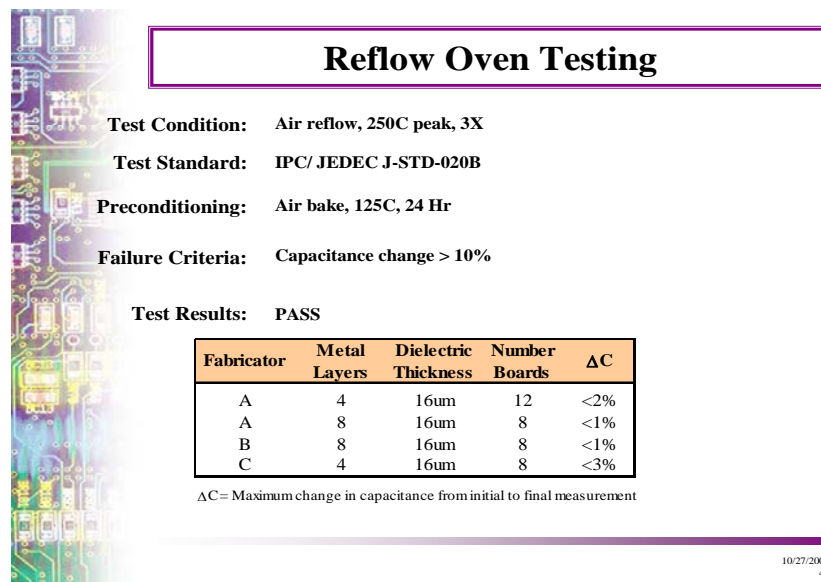 Reflow Oven Testing
Test Condition: Air reflow, 250C peak, 3X
Test Standard: IPC/ JEDEC J-STD-020B
Preconditioning: Air bake, 125C, 24 Hr
Failure Criteria: Capacitance change > 10%
Test Results: PASS
Fabricator Metal Layers Dielectric Thickness Number Boards ΔC
A 4 16um 12 <2%
A 8 16um 8 <1%
B 8 16um 8 <1%
C 4 16um 8 <3%
ΔC= Maximum change in capacitance from initial to final measurement